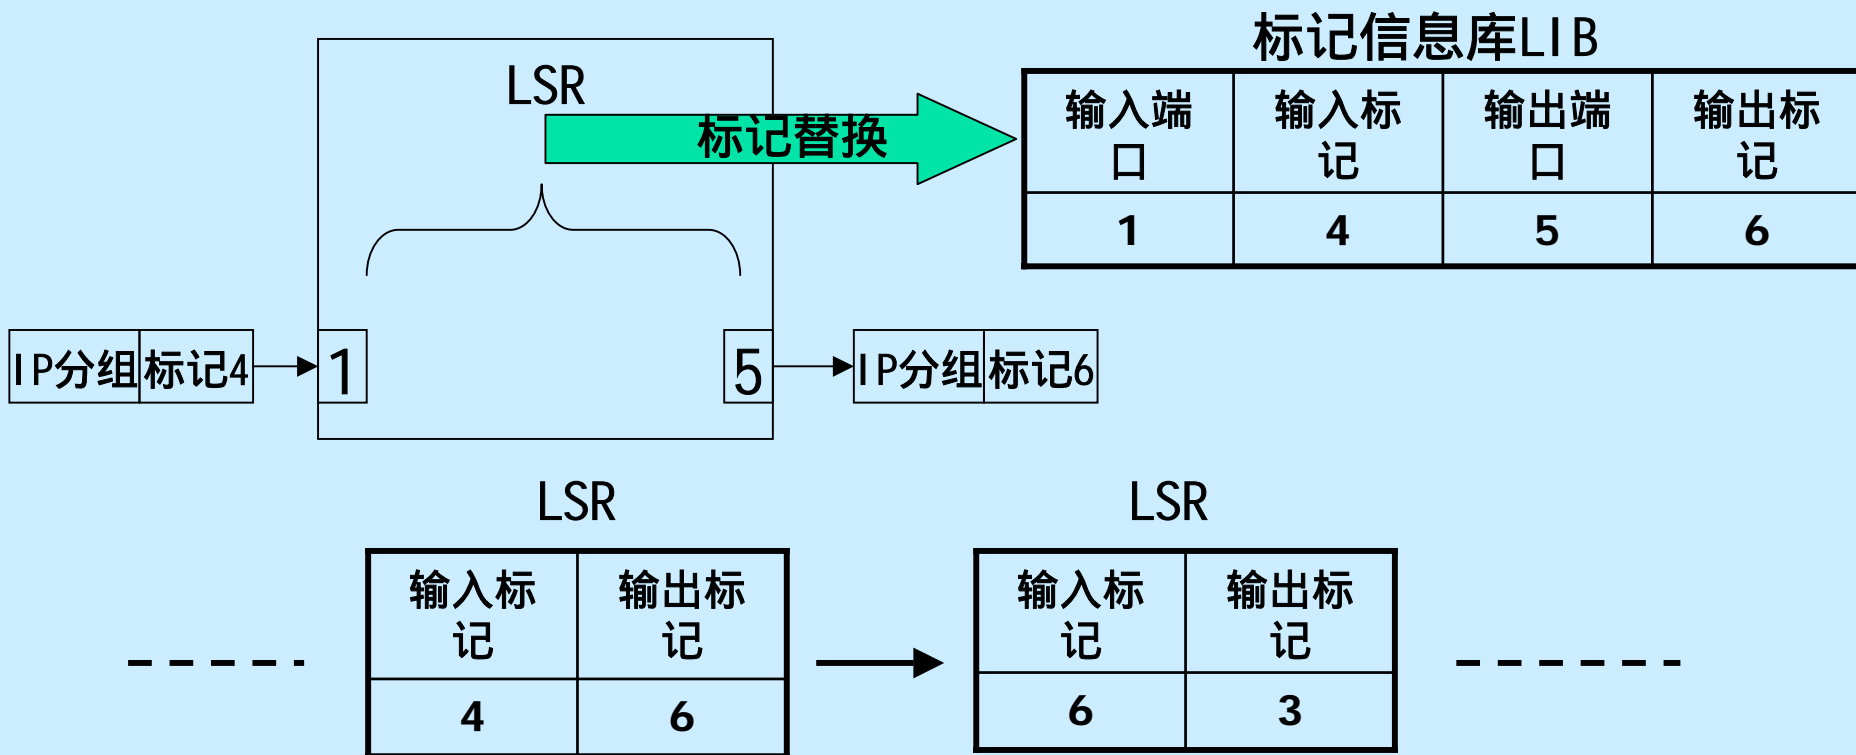 标记信息库LIB
LSR
标记替换
输入端口 输入标记 输出端口 输出标记
1 4 5 6
IP分组 标记4 1 5 IP分组 标记6
LSR LSR
输入标记 输出标记 输入标记 输出标记
4 6 6 3